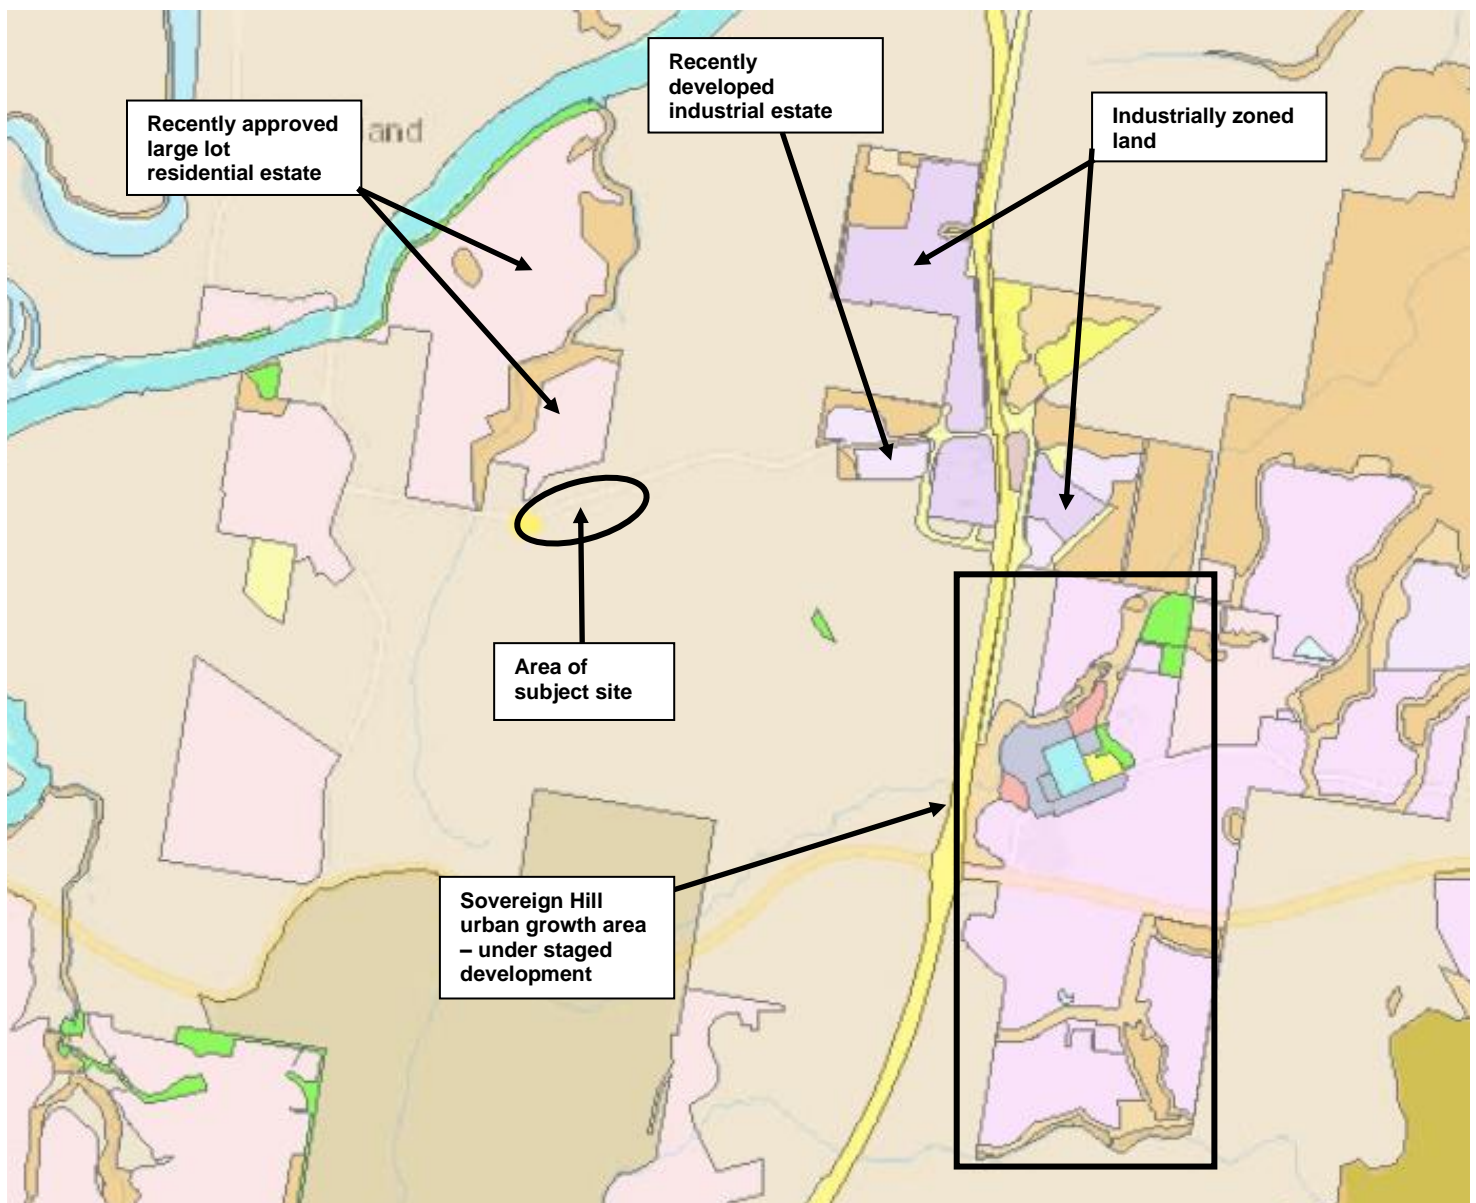 Recently
developed
industrial estate
Industrially zoned
land
Recently approved
large lot
residential estate
and
Area of
subject site
Sovereign Hill
urban growth area
– under staged
development